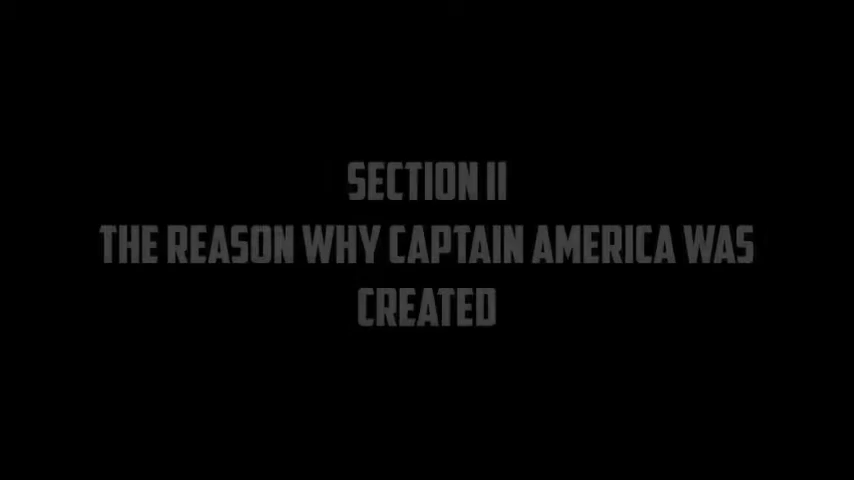 SECTION II
THE REASON WHY CAPTAIN AMERICA WAS
CREATED